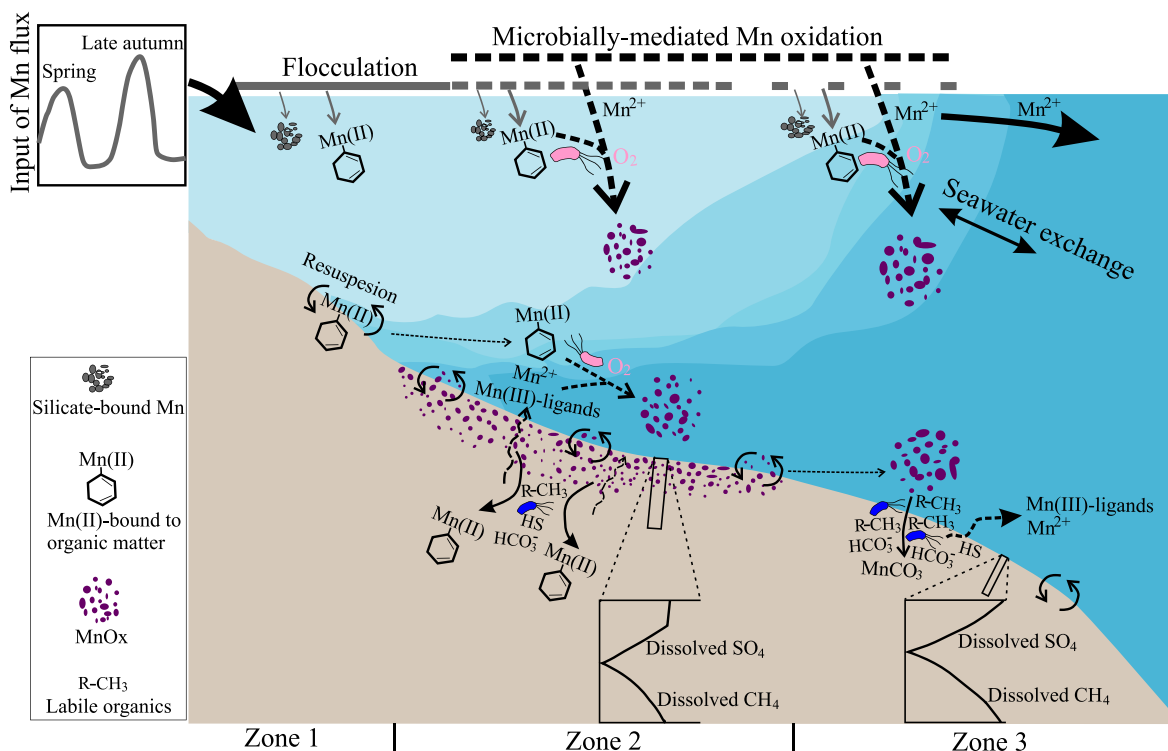 Input of Mn flux
Spring
Late autumn
Flocculation
Microbially-mediated Mn oxidation
Mn(II)
Mn(II)
O₂
Mn²⁺
Mn(II)
O₂
Mn²⁺
Mn²⁺
Seawater exchange
Resuspesion
Mn(II)
Mn(II)
O₂
Mn²⁺
Mn(III)-ligands
R-CH₃
HS
HCO₃⁻
Mn(II)
Mn(II)
R-CH₃
R-CH₃
R-CH₃
HCO₃⁻
HCO₃⁻
HS
MnCO₃
Mn(III)-ligands
Mn²⁺
Dissolved SO₄
Dissolved CH₄
Dissolved SO₄
Dissolved CH₄
Silicate-bound Mn
Mn(II)
Mn(II)-bound to
organic matter
MnOx
R-CH₃
Labile organics
Zone 1
Zone 2
Zone 3